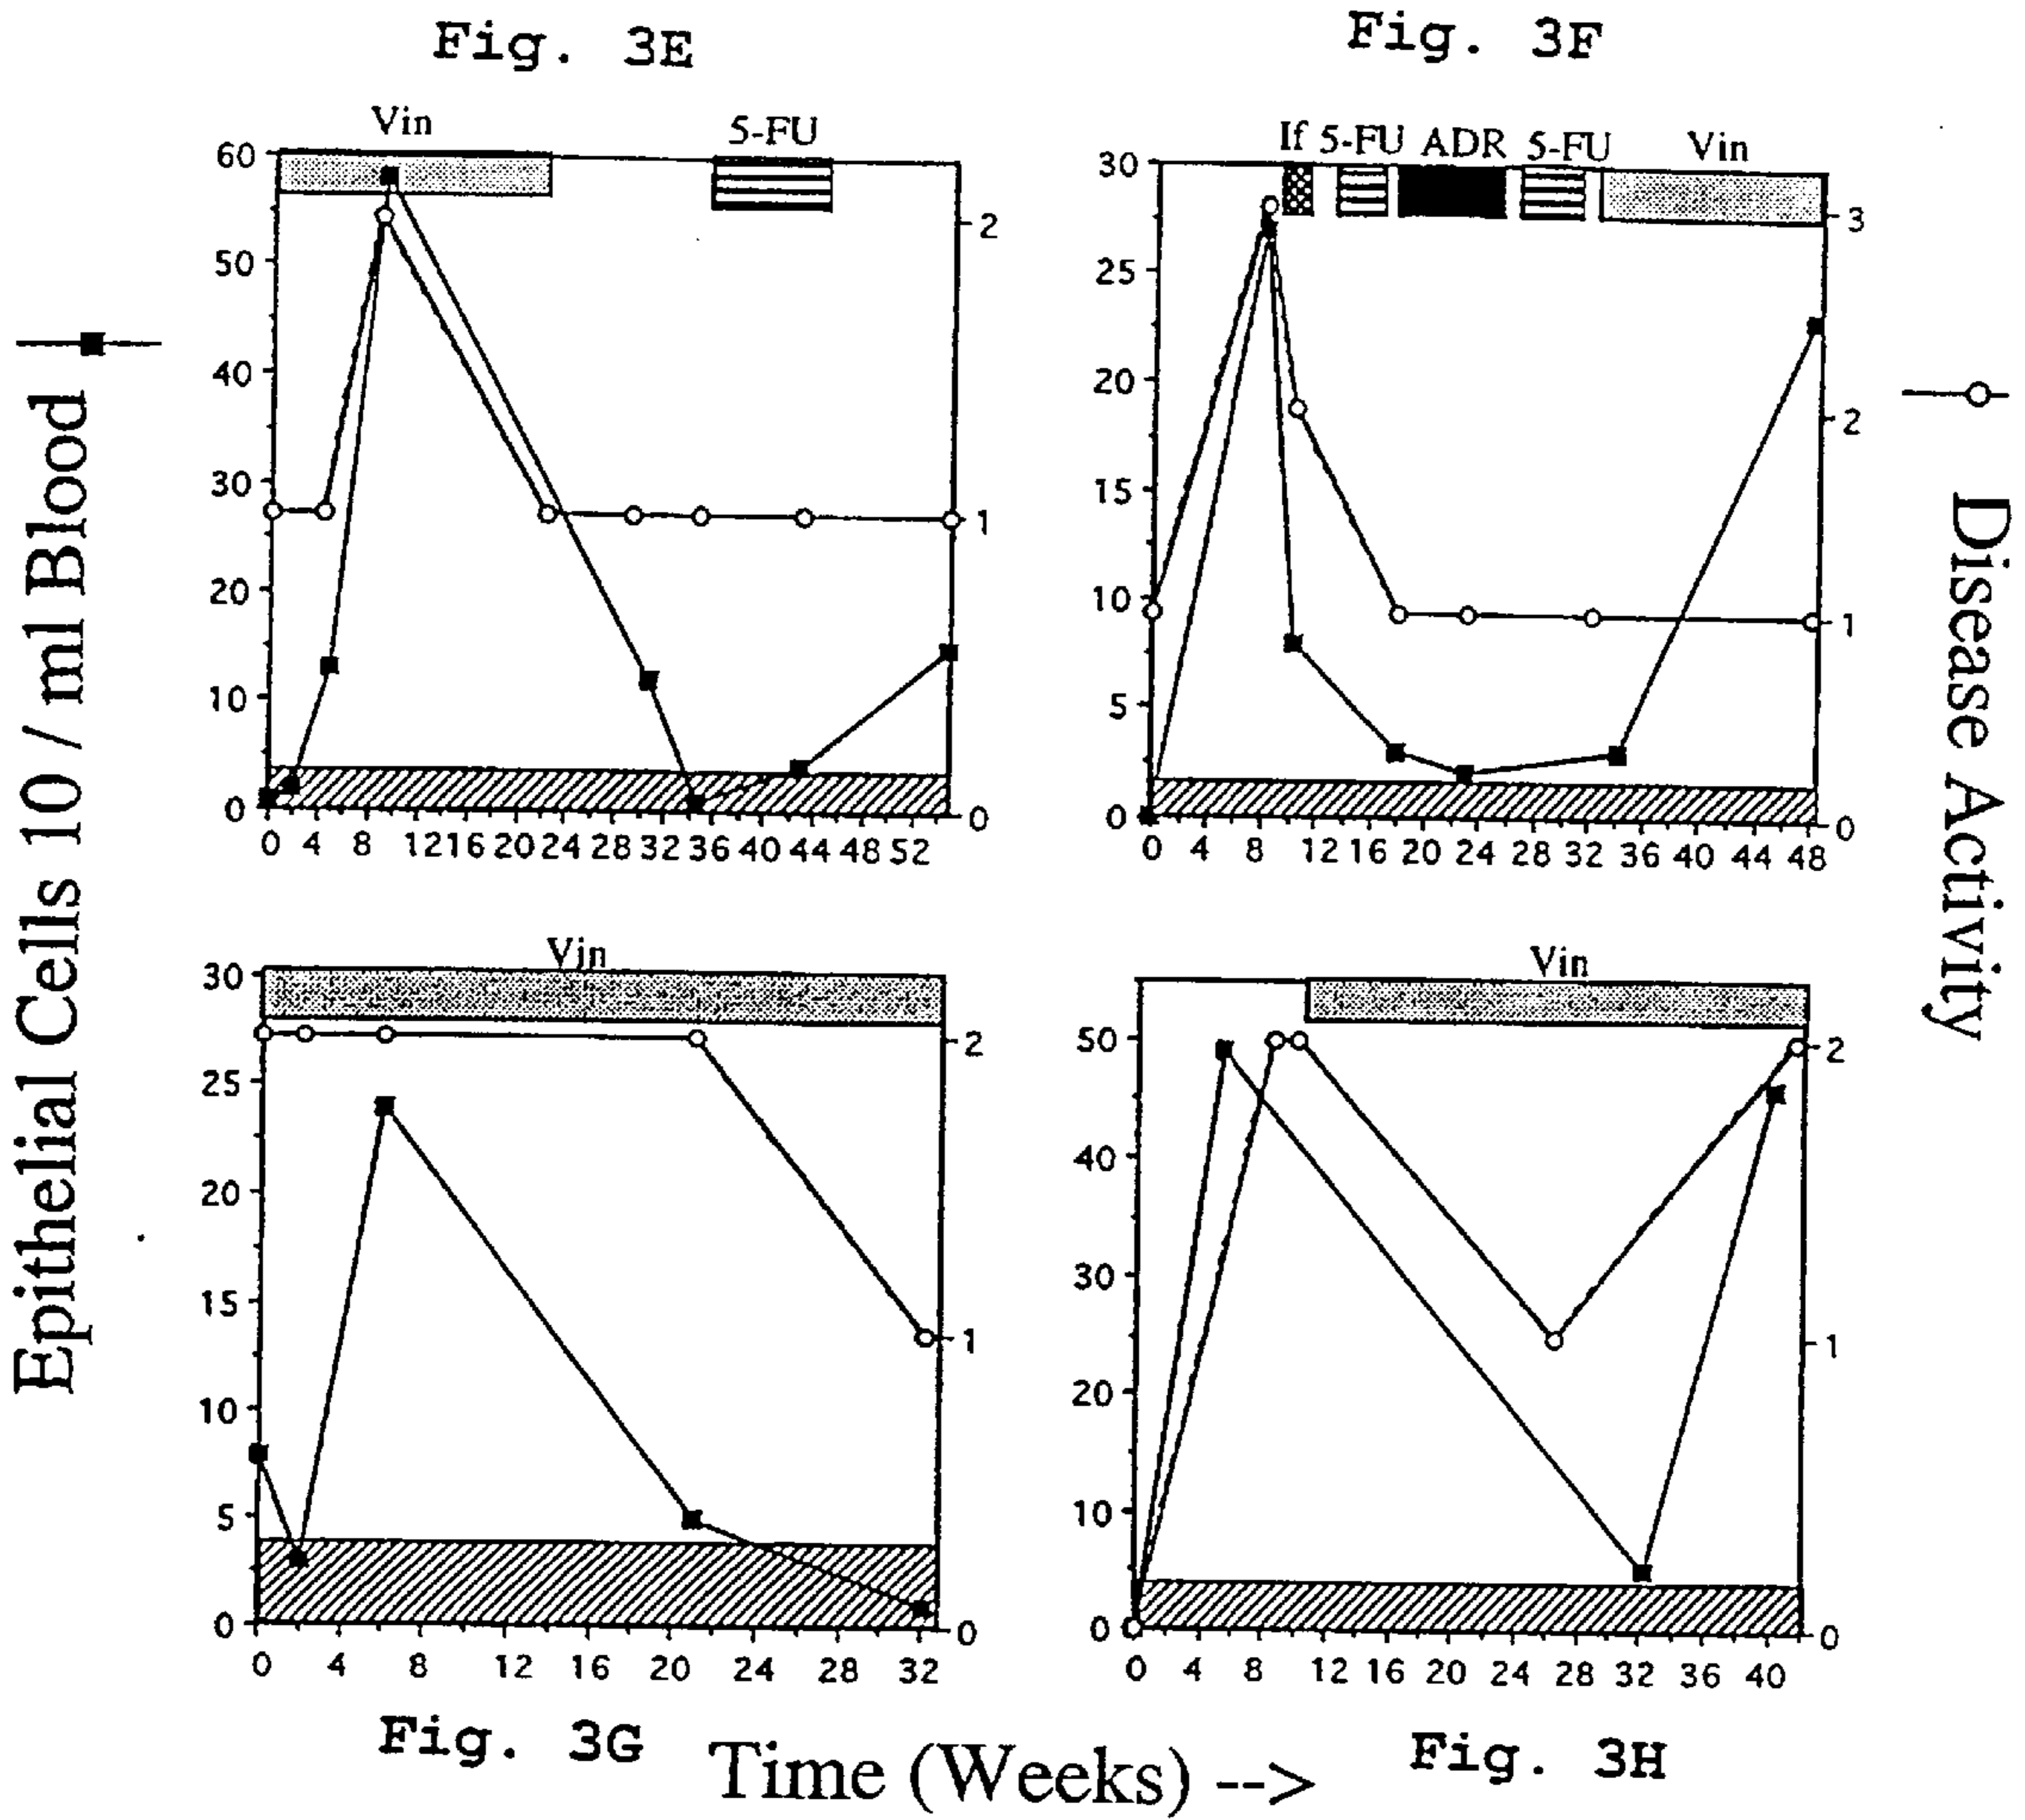 Fig. 3E
Fig. 3F
Vin
5-FU
60
50
40
30
20
10
0
2
1
0
0 4 8 12 16 20 24 28 32 36 40 44 48 52
If 5-FU ADR 5-FU Vin
30
25
20
15
10
5
0
3
2
1
0
0 4 8 12 16 20 24 28 32 36 40 44 48
Epithelial Cells 10 / ml Blood
Disease Activity
Vin
30
25
20
15
10
5
0
2
1
0
0 4 8 12 16 20 24 28 32
Vin
50
40
30
20
10
0
2
1
0
0 4 8 12 16 20 24 28 32 36 40
Fig. 3G
Time (Weeks) -->
Fig. 3H